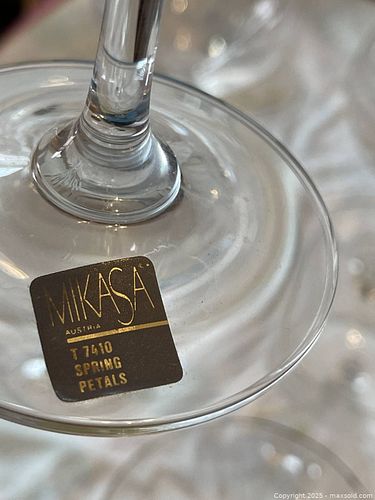 MIKASA
AUSTRIA
T 7410
SPRING
PETALS
Copyright 2025 - maxsold.com